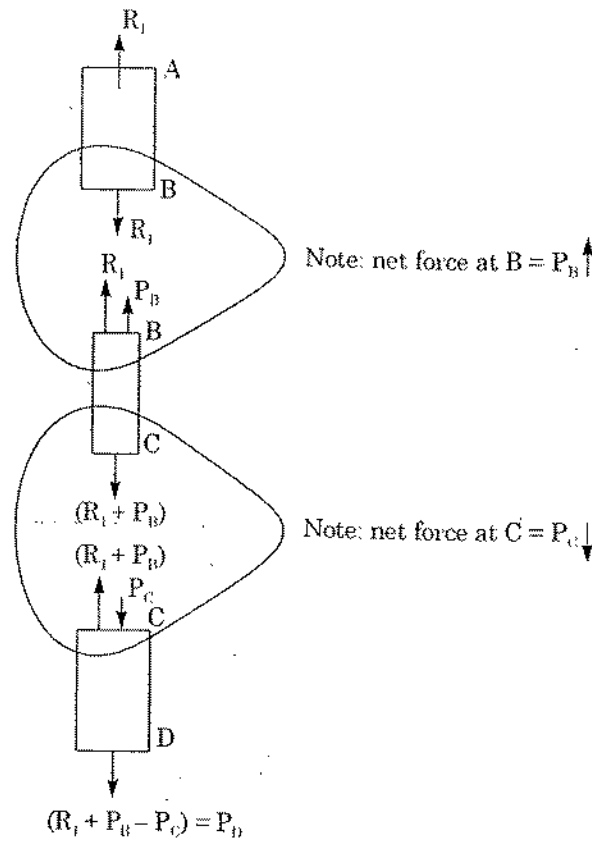 R₁
A
B
R₁
R₁
P_B
B
Note: net force at B = P_B
C
(R₁ + P_B)
Note: net force at C = P_C
(R₁ + P_B)
P_C
C
D
(R₁ + P_B – P_C) = P_D